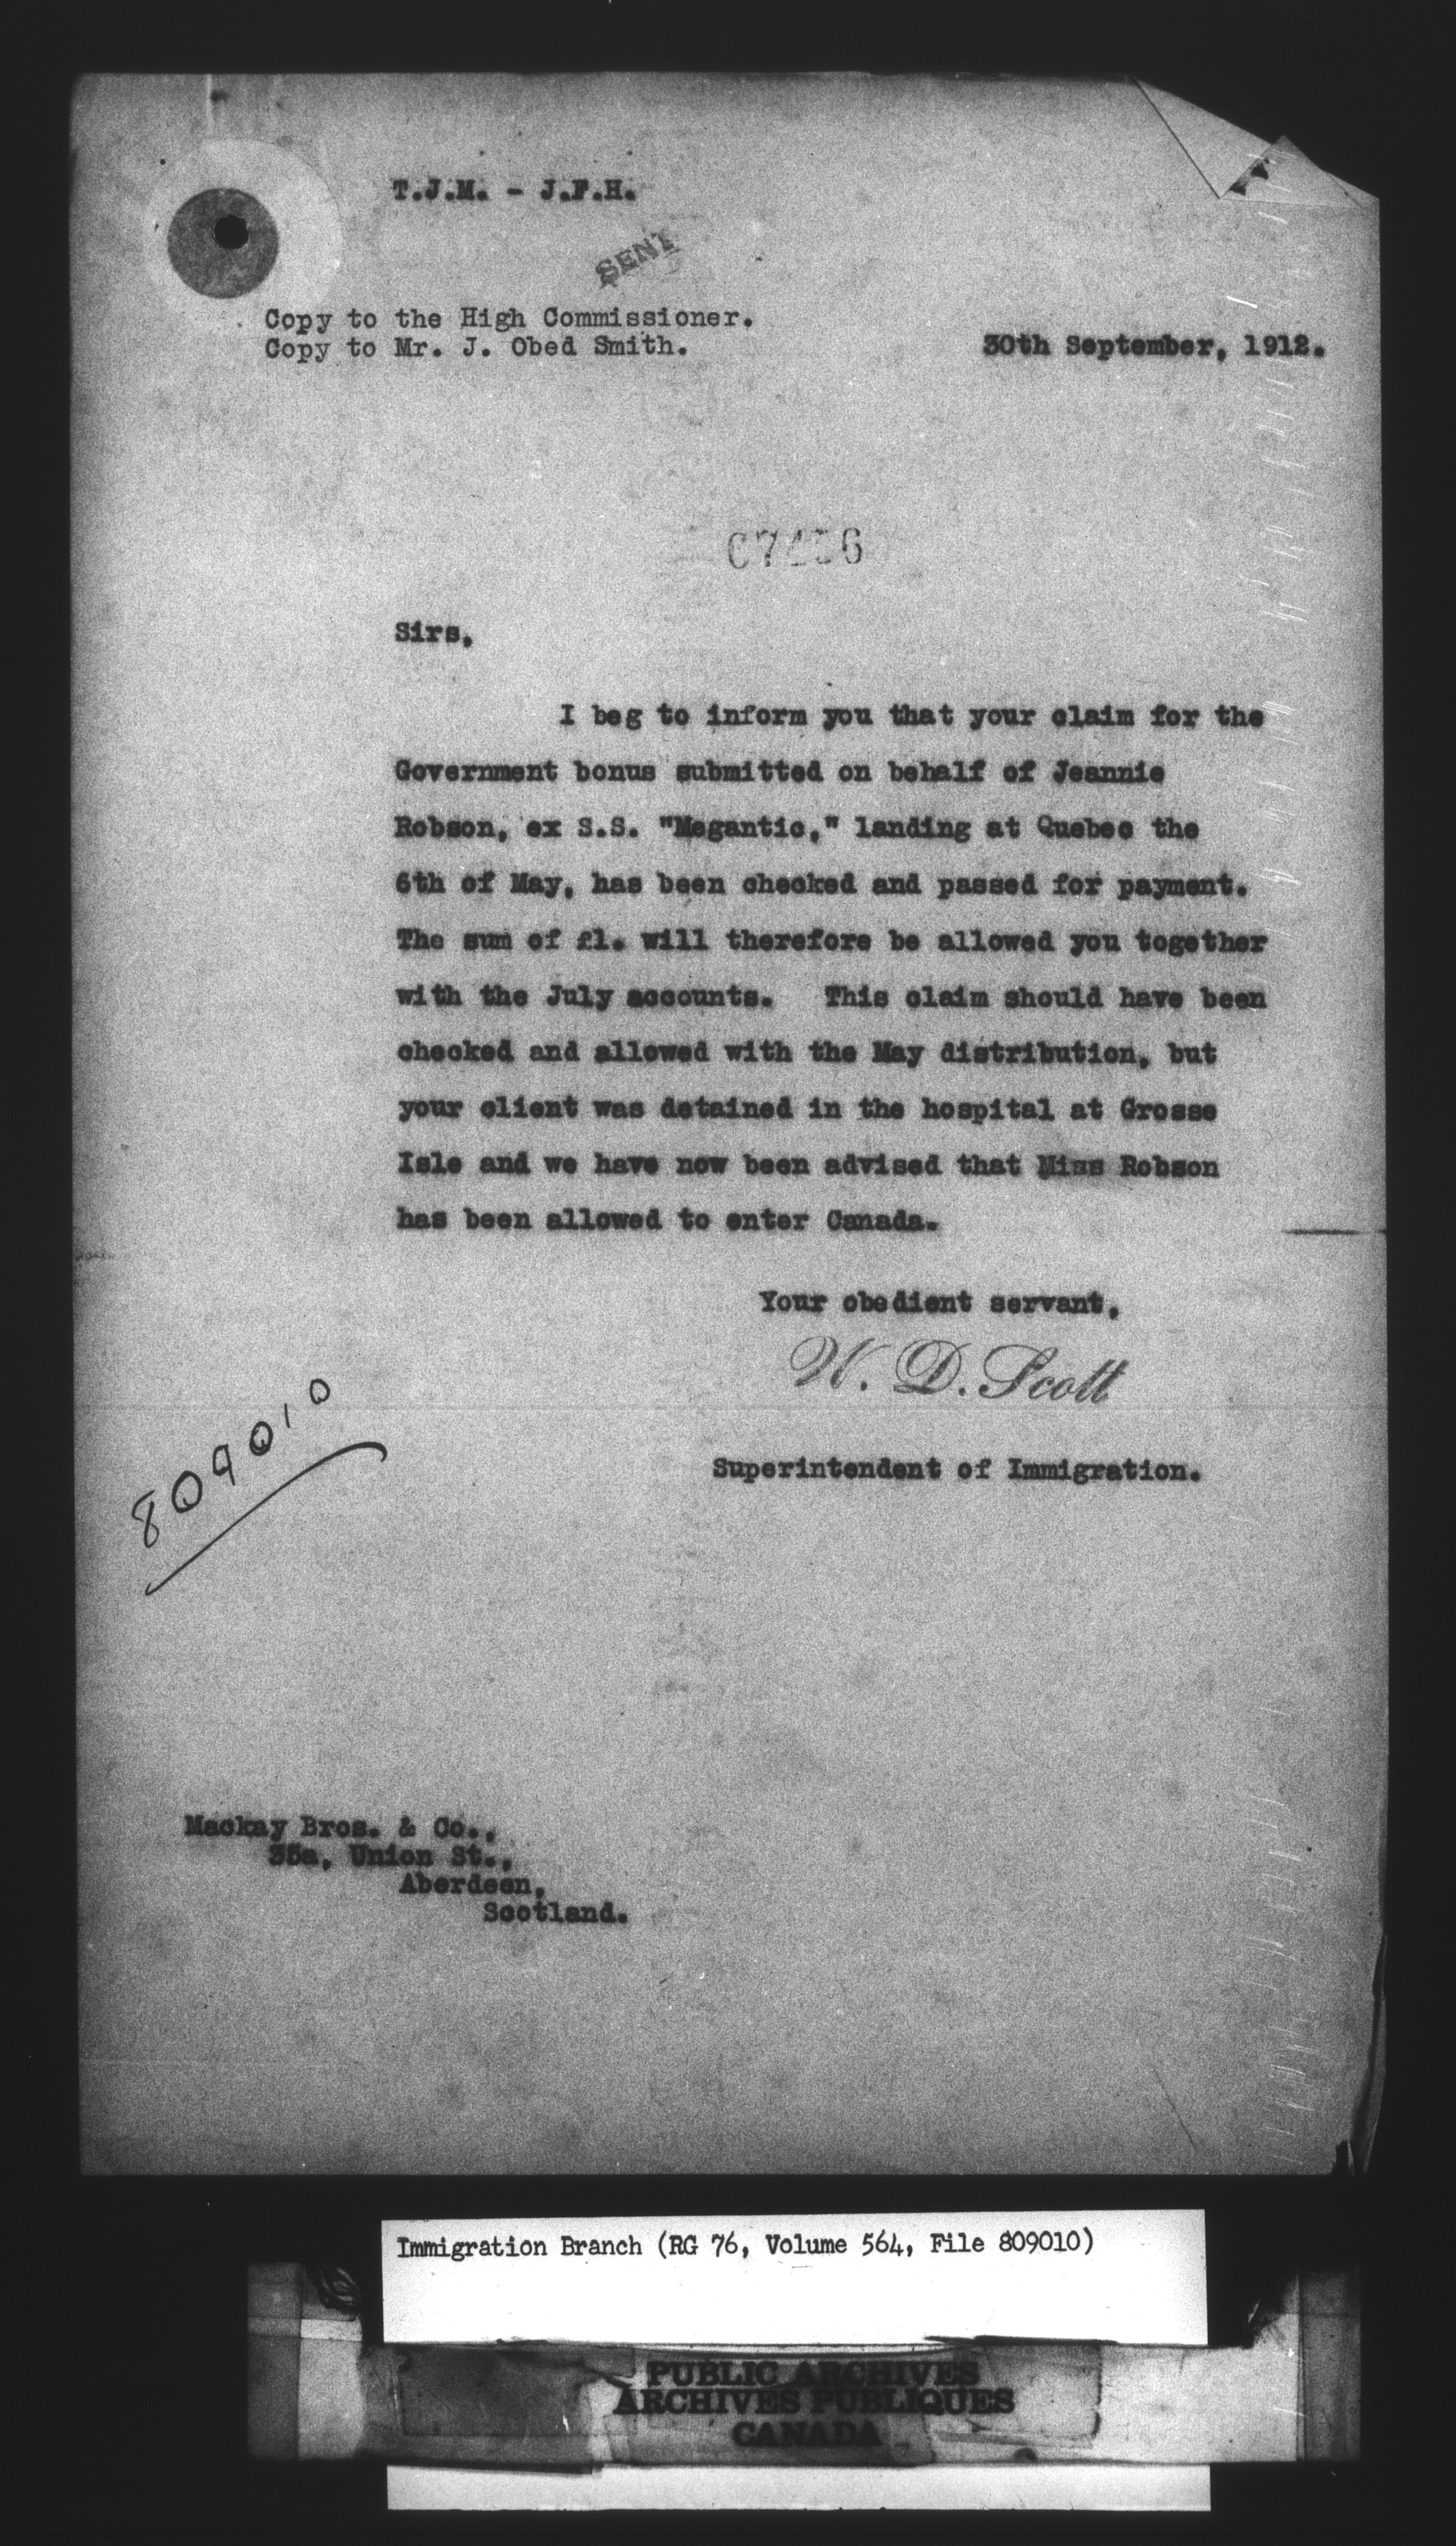 T.J.M. - J.F.H.
SENT
Copy to the High Commissioner.
Copy to Mr. J. Obed Smith.
30th September, 1912.
Sirs,
I beg to inform you that your claim for the
Government bonus submitted on behalf of Jeannie
Robson, ex S.S. "Megantic," landing at Quebec the
6th of May, has been checked and passed for payment.
The sum of £1. will therefore be allowed you together
with the July accounts. This claim should have been
checked and allowed with the May distribution, but
your client was detained in the hospital at Grosse
Isle and we have now been advised that Miss Robson
has been allowed to enter Canada.
Your obedient servant,
W. D. Scott
Superintendent of Immigration.
809010
Mackay Bros. & Co.,
35a, Union St.,
Aberdeen,
Scotland.
Immigration Branch (RG 76, Volume 564, File 809010)
PUBLIC ARCHIVES
ARCHIVES PUBLIQUES
CANADA